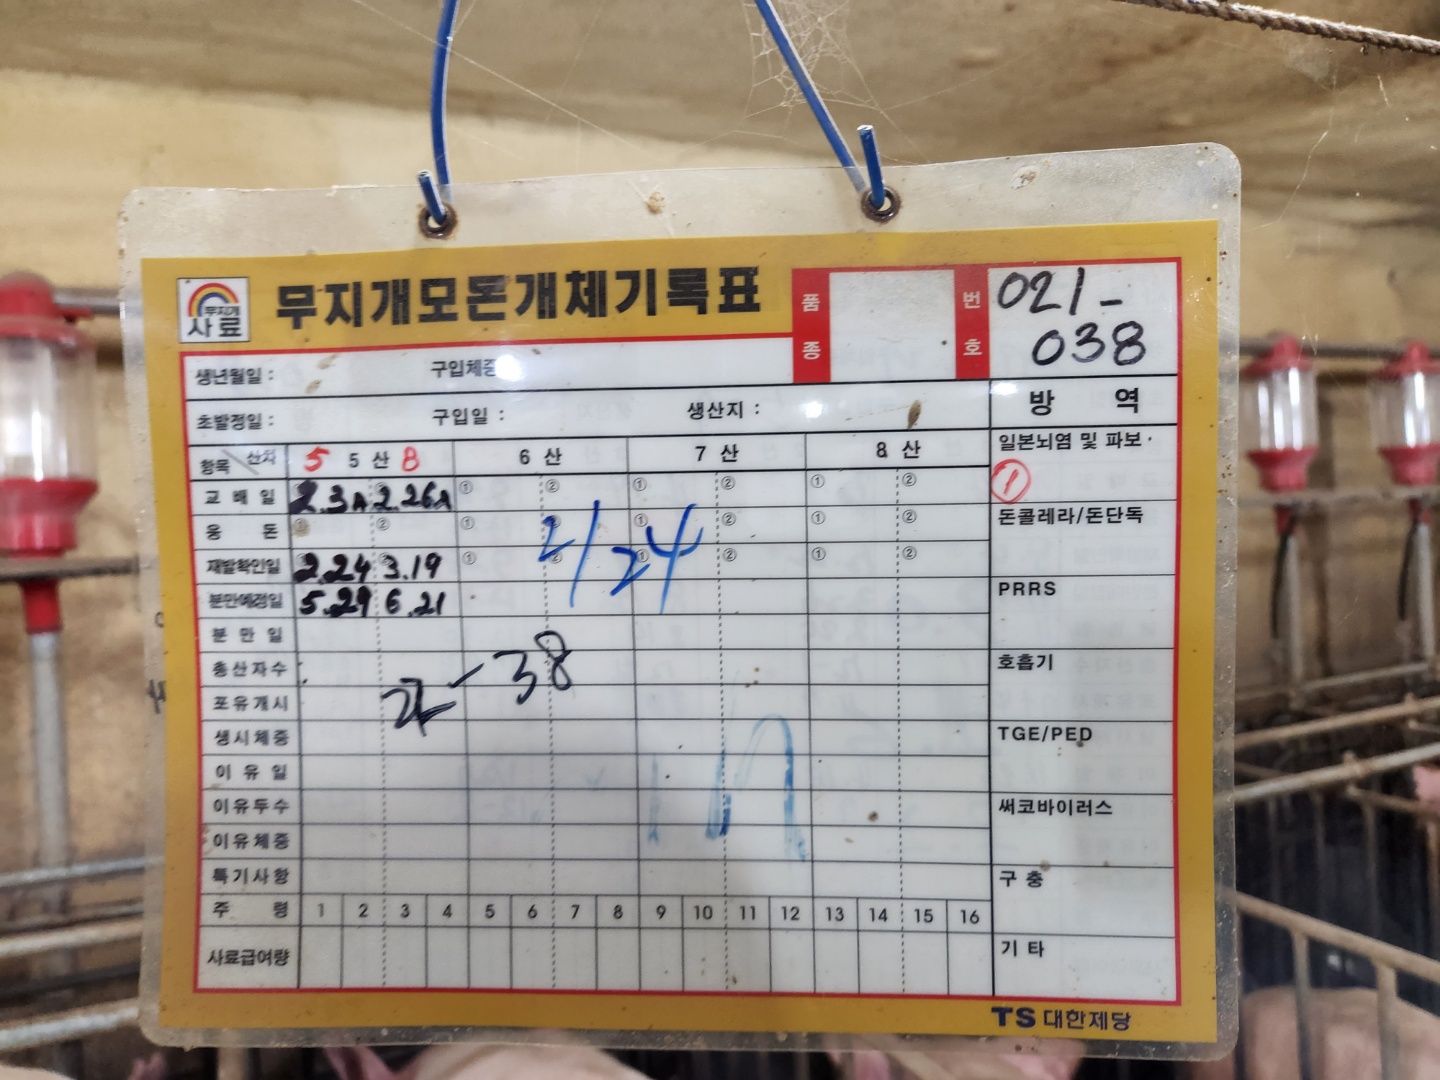 무지개
사료
무지개모돈개체기록표
품종
번호
021-
038
생년월일 :
구입체중
초발정일 :
구입일 :
생산지 :
방 역
항목 산차
5 5 산 8
6 산
7 산
8 산
일본뇌염 및 파보
①
교 배 일
2.3A
2.26A
① ② ① ② ① ②
웅 돈
① ② ① ② ① ② ① ②
돈콜레라/돈단독
재발확인일
2.24
3.19
① ② ① ② ① ②
2/24
분만예정일
5.29
6.21
PRRS
분 만 일
총산자수
호흡기
포유개시
-38
생시체중
TGE/PED
이 유 일
이유두수
써코바이러스
이유체중
특기사항
구 충
주 령 1 2 3 4 5 6 7 8 9 10 11 12 13 14 15 16
사료급여량
기 타
TS 대한제당